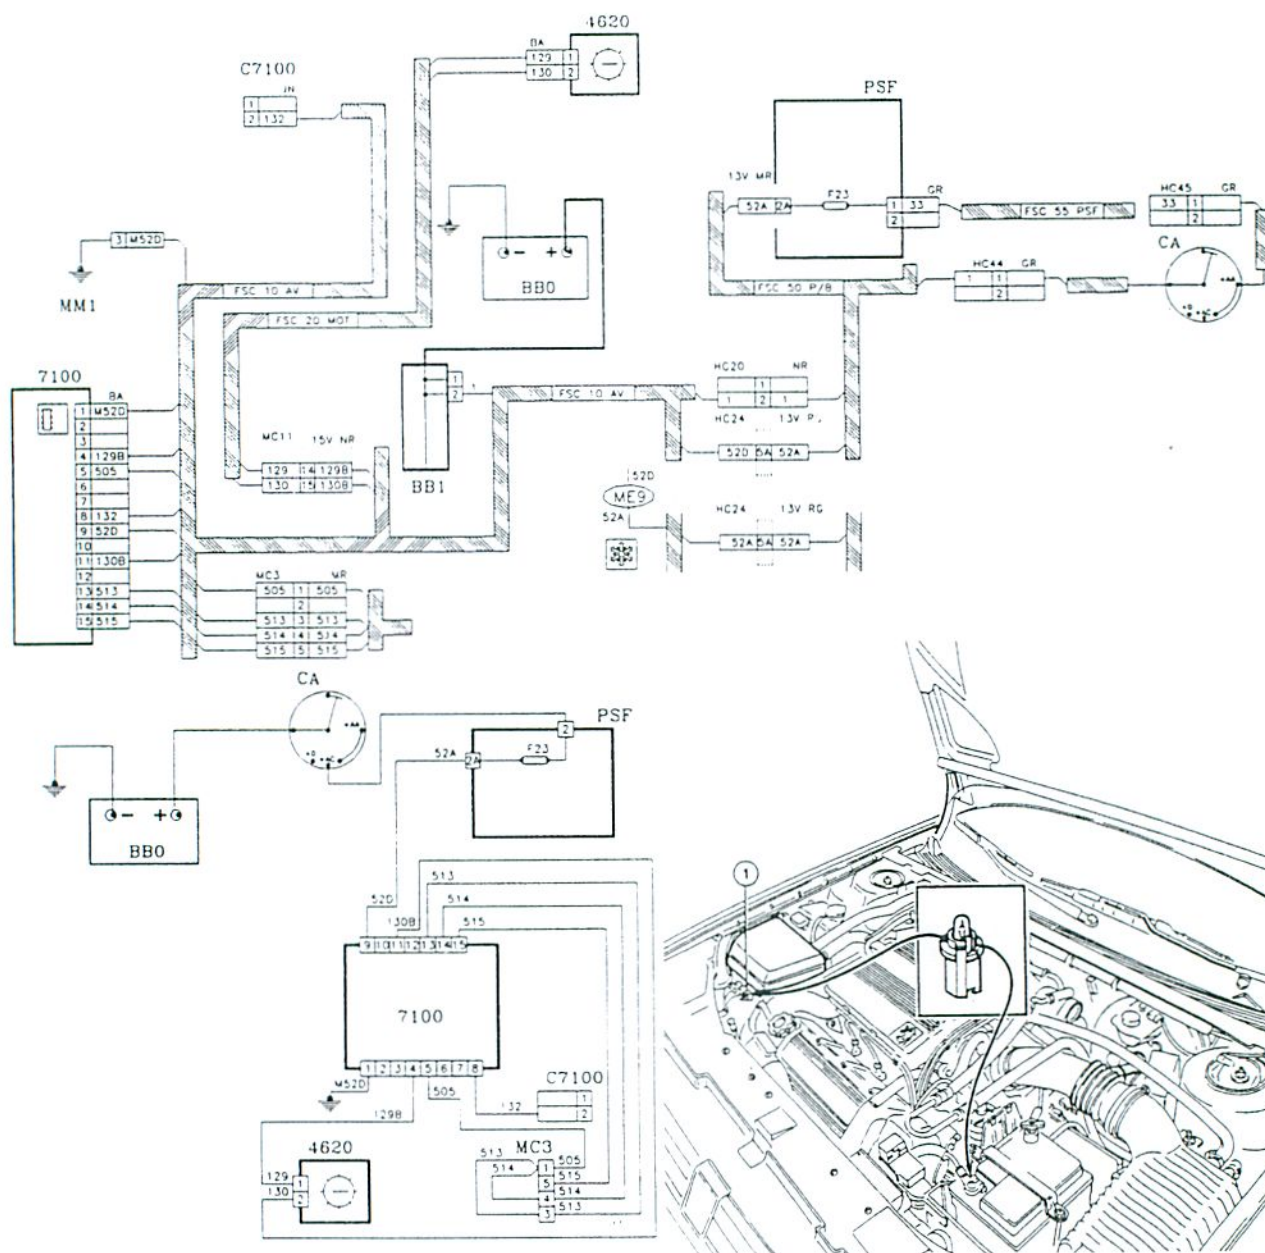 4620
BA
129 1
130 2
C7100
JN
1
2 132
PSF
13V MR
52A 2A
F23
GR
1 33
2
FSC 55 PSF
HC45 GR
33 1
2
CA
+AA
+D +AC
3 M52D
MM1
- +
BB0
FSC 10 AV
FSC 20 MOT
FSC 50 P/B
HC44 GR
1 1
2
7100
BA
1 M52D
2
3
4 129B
5 505
6
7
8 132
9 52D
10
11 130B
12
13 513
14 514
15 515
MC11 15V NR
129 14 129B
130 15 130B
1
2
1
BB1
FSC 10 AV
HC20 NR
1
1 2 1
HC24 13V
52D 5A 52A
52D
ME9
52A
HC24 13V RG
52A 5A 52A
MC3 MR
505 1 505
2
513 3 513
514 4 514
515 5 515
CA
+AA
+D +AC
- +
BB0
PSF
2
52A 2A
F23
52D
130B
513
514
515
9 10 11 12 13 14 15
7100
1 2 3 4 5 6 7 8
M52D
129B
505
132
C7100
1
2
4620
129 1
130 2
MC3
513
514
1 505
5 515
4 514
3 513
1